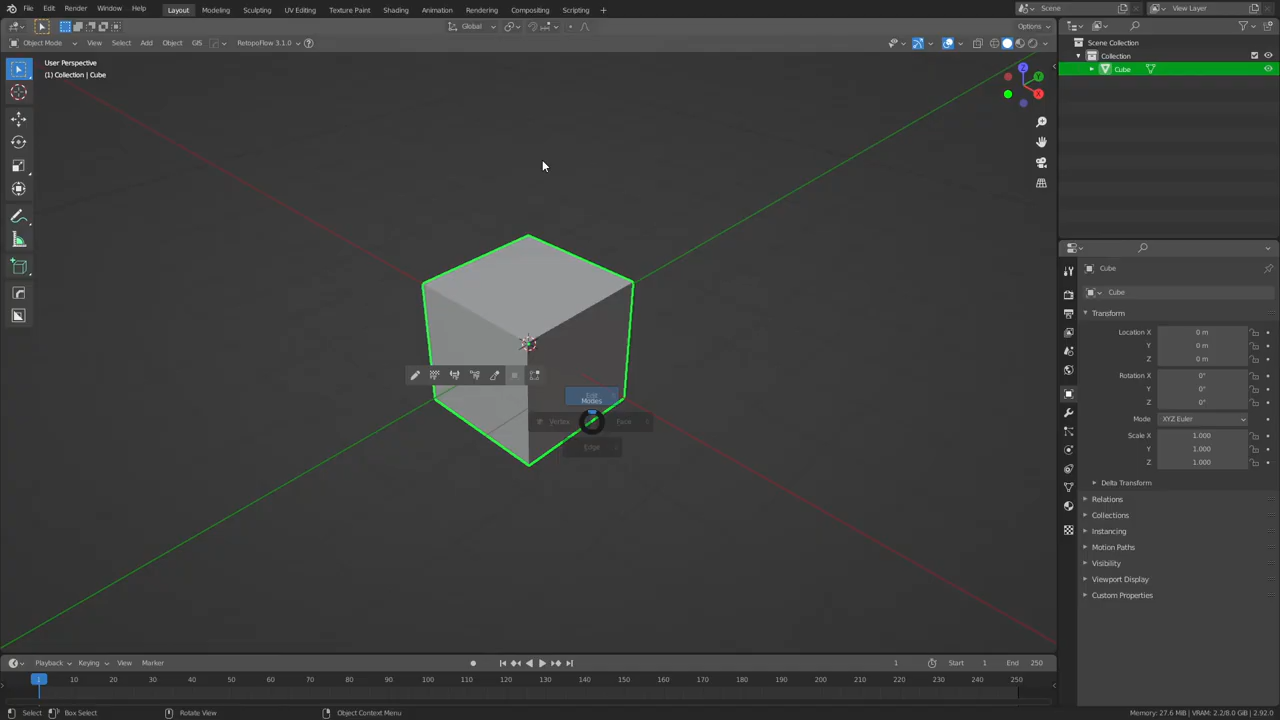 File Edit Render Window Help Layout Modeling Sculpting UV Editing Texture Paint Shading Animation Rendering Compositing Scripting + Scene View Layer
Global Options
Object Mode View Select Add Object GIS RetopoFlow 3.1.0
User Perspective
(1) Collection | Cube
Z
Y
X
Scene Collection
Collection
Cube
Cube
Cube
Transform
Location X 0 m
Y 0 m
Z 0 m
Rotation X 0°
Y 0°
Z 0°
Mode XYZ Euler
Scale X 1.000
Y 1.000
Z 1.000
Delta Transform
Relations
Collections
Instancing
Motion Paths
Visibility
Viewport Display
Custom Properties
Edit
Modes
Vertex Face
Edge
Playback Keying View Marker 1 Start 1 End 250
1 10 20 30 40 50 60 70 80 90 100 110 120 130 140 150 160 170 180 190 200 210 220 230 240 250
Select Box Select Rotate View Object Context Menu Memory: 27.6 MiB | VRAM: 2.2/8.0 GiB | 2.92.0